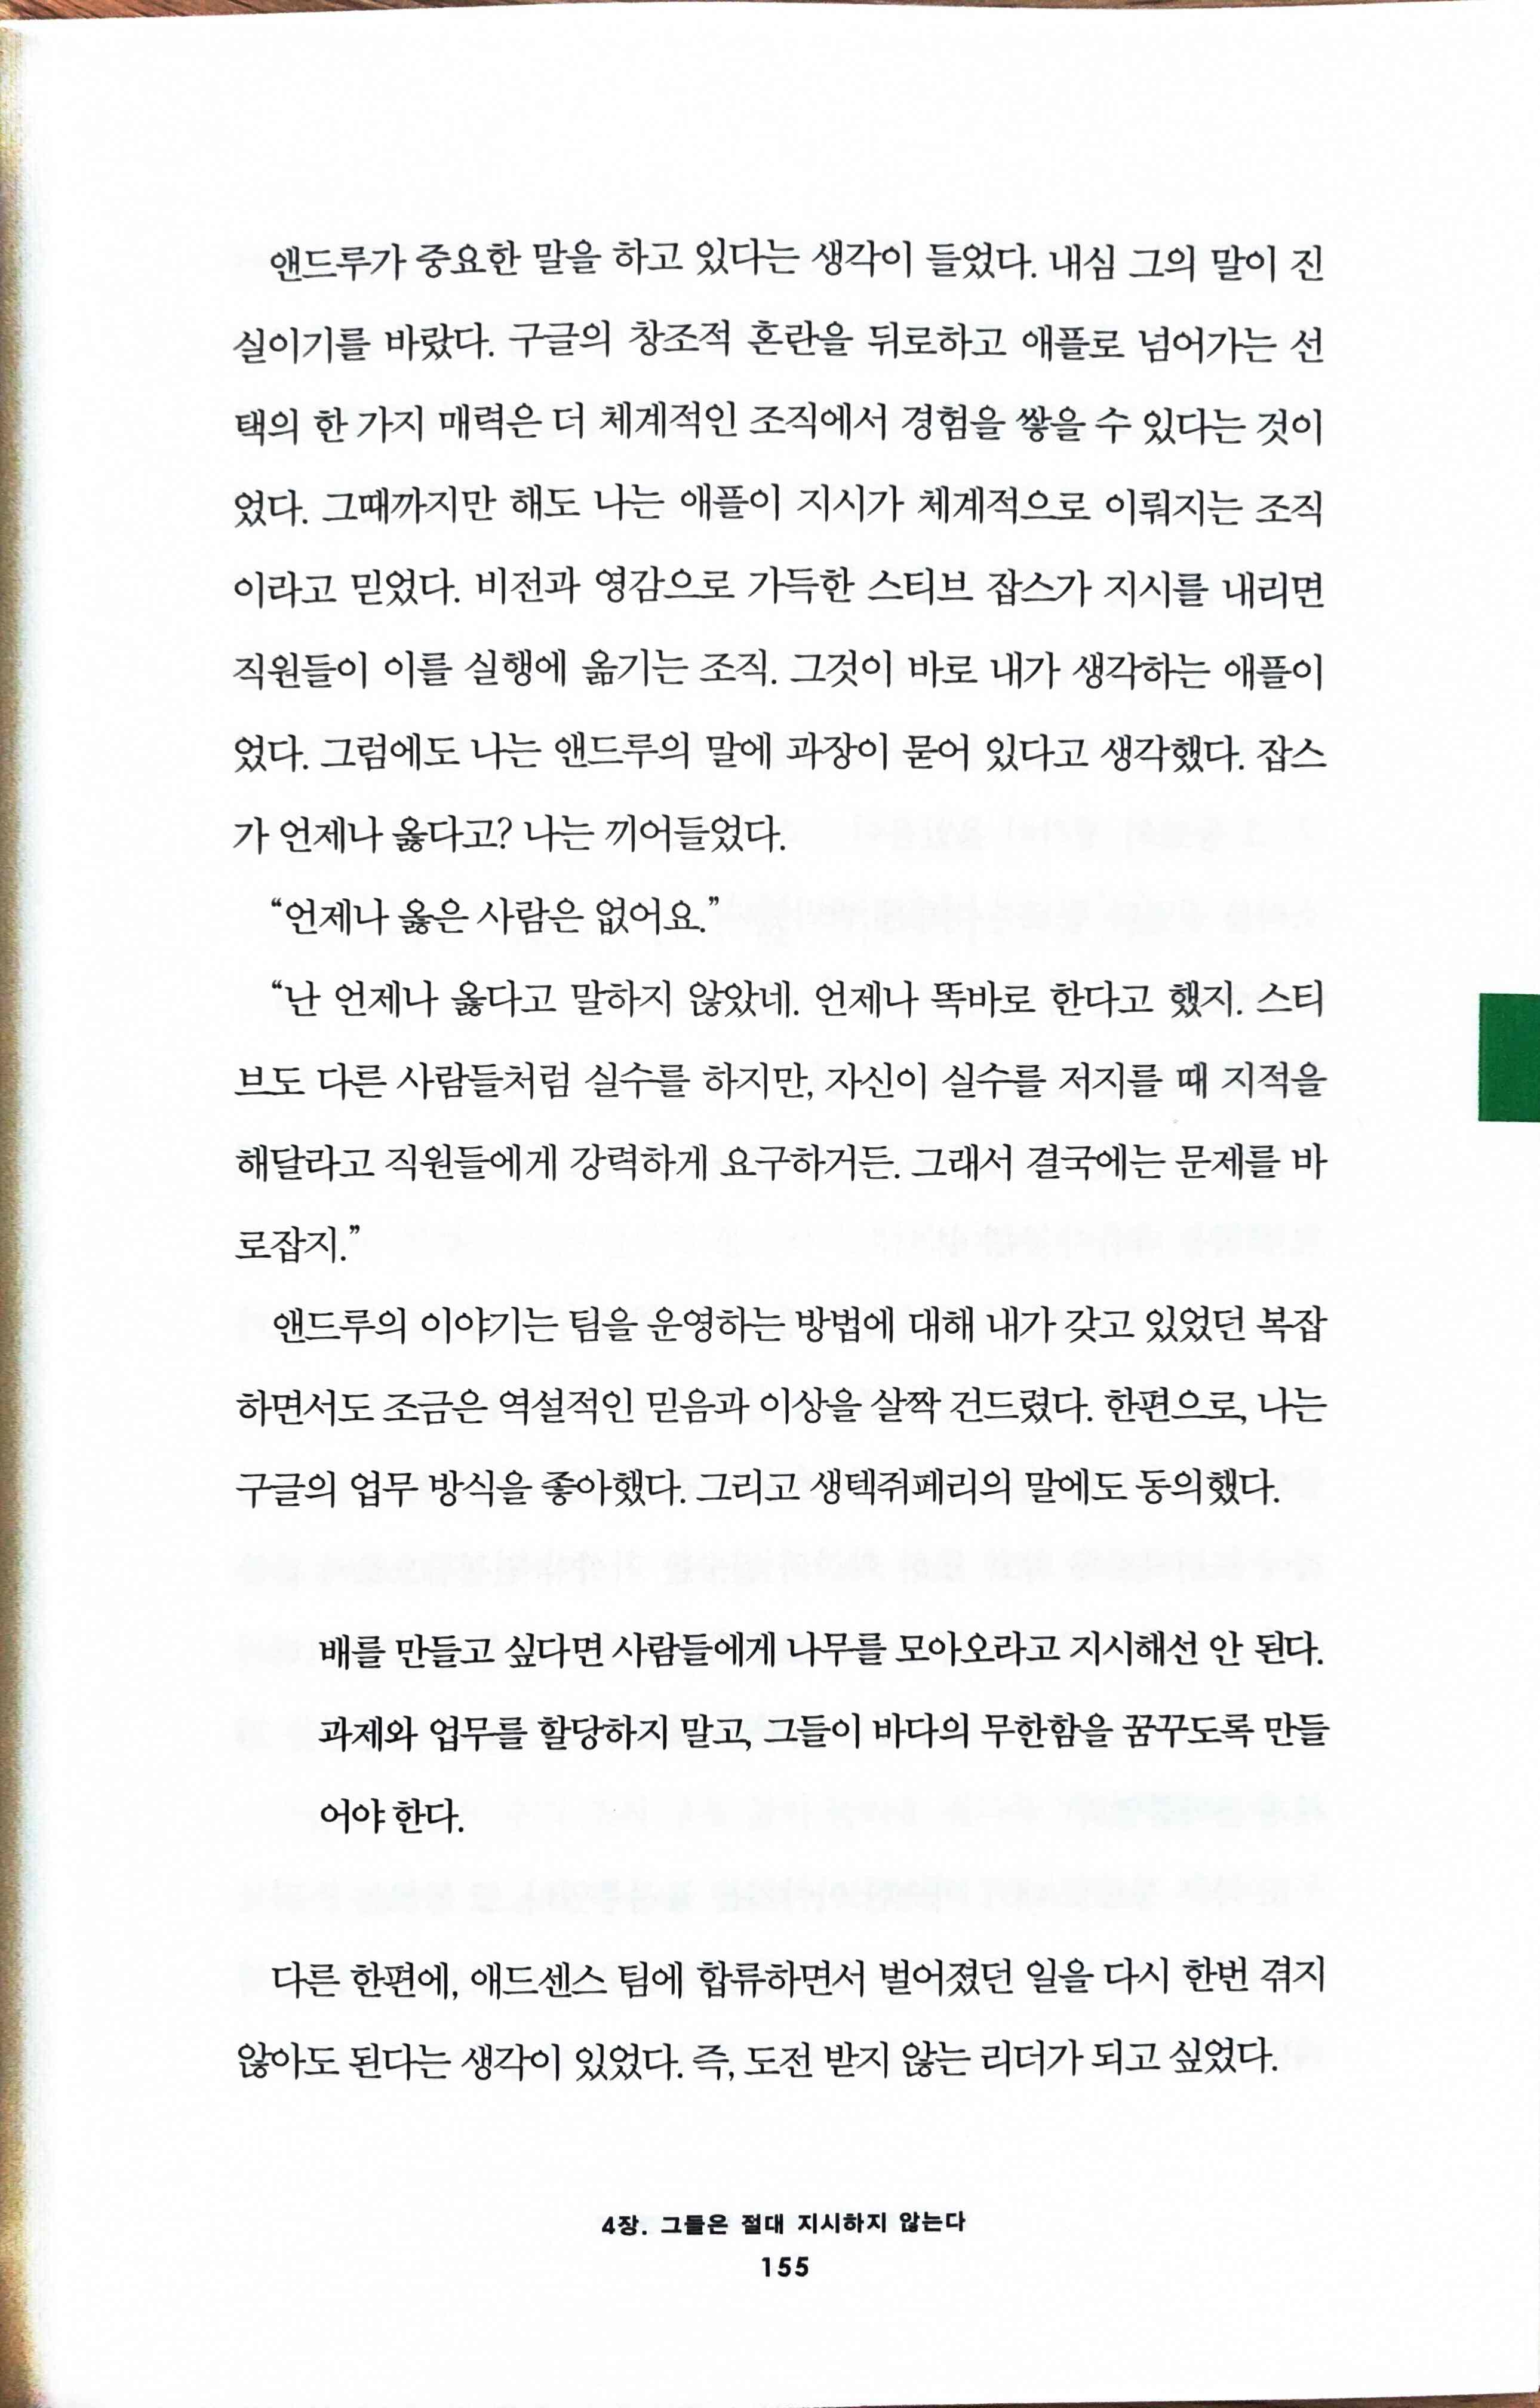 앤드루가 중요한 말을 하고 있다는 생각이 들었다. 내심 그의 말이 진
실이기를 바랐다. 구글의 창조적 혼란을 뒤로하고 애플로 넘어가는 선
택의 한 가지 매력은 더 체계적인 조직에서 경험을 쌓을 수 있다는 것이
었다. 그때까지만 해도 나는 애플이 지시가 체계적으로 이뤄지는 조직
이라고 믿었다. 비전과 영감으로 가득한 스티브 잡스가 지시를 내리면
직원들이 이를 실행에 옮기는 조직. 그것이 바로 내가 생각하는 애플이
었다. 그럼에도 나는 앤드루의 말에 과장이 묻어 있다고 생각했다. 잡스
가 언제나 옳다고? 나는 끼어들었다.
“언제나 옳은 사람은 없어요.”
“난 언제나 옳다고 말하지 않았네. 언제나 똑바로 한다고 했지. 스티
브도 다른 사람들처럼 실수를 하지만, 자신이 실수를 저지를 때 지적을
해달라고 직원들에게 강력하게 요구하거든. 그래서 결국에는 문제를 바
로잡지.”
앤드루의 이야기는 팀을 운영하는 방법에 대해 내가 갖고 있었던 복잡
하면서도 조금은 역설적인 믿음과 이상을 살짝 건드렸다. 한편으로, 나는
구글의 업무 방식을 좋아했다. 그리고 생텍쥐페리의 말에도 동의했다.
배를 만들고 싶다면 사람들에게 나무를 모아오라고 지시해선 안 된다.
과제와 업무를 할당하지 말고, 그들이 바다의 무한함을 꿈꾸도록 만들
어야 한다.
다른 한편에, 애드센스 팀에 합류하면서 벌어졌던 일을 다시 한번 겪지
않아도 된다는 생각이 있었다. 즉, 도전 받지 않는 리더가 되고 싶었다.
4장. 그들은 절대 지시하지 않는다
155